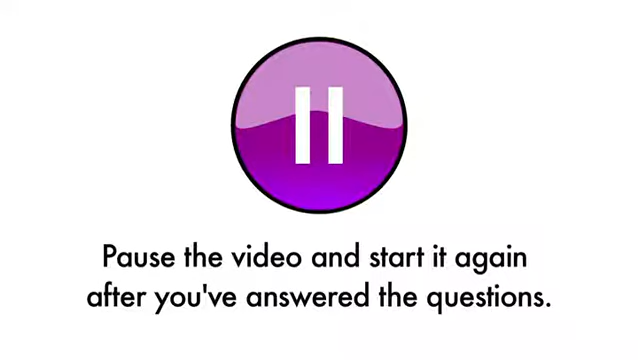 Pause the video and start it again
after you've answered the questions.